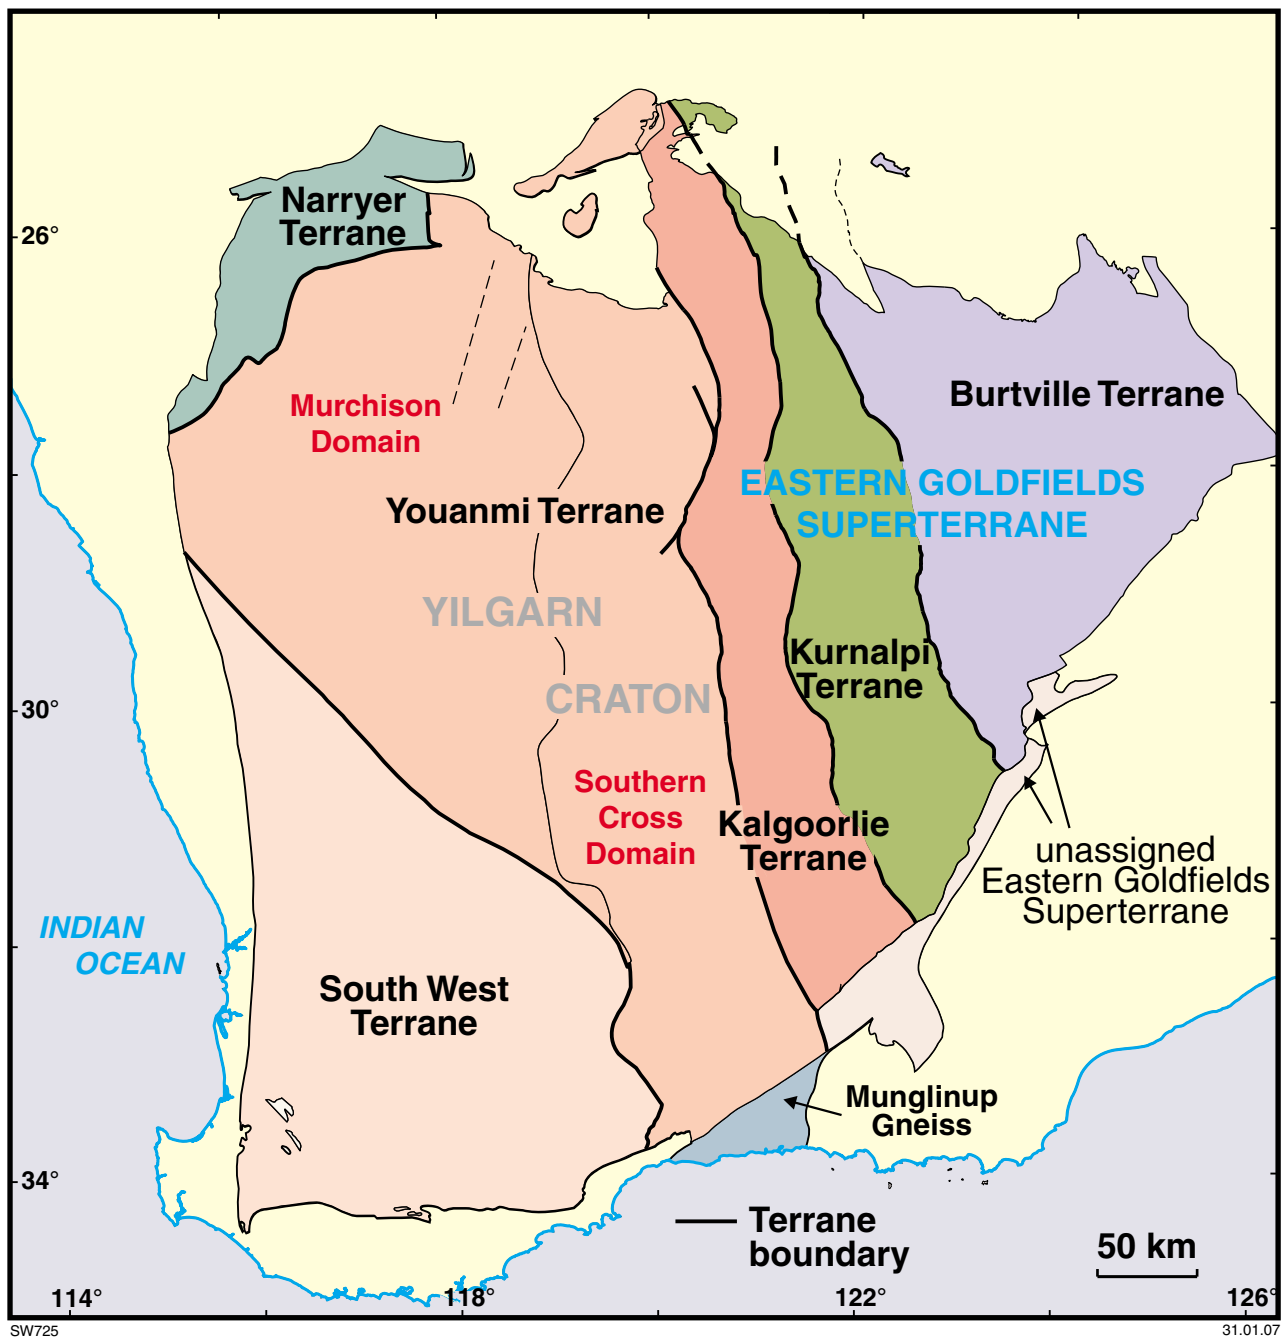 Narryer
Terrane
26°
Murchison
Domain
Burtville Terrane
EASTERN GOLDFIELDS
SUPERTERRANE
Youanmi Terrane
YILGARN
CRATON
Kurnalpi
Terrane
30°
Southern
Cross
Domain
Kalgoorlie
Terrane
unassigned
Eastern Goldfields
Superterrane
INDIAN
OCEAN
South West
Terrane
Munglinup
Gneiss
34°
Terrane
boundary
50 km
114°
118°
122°
126°
SW725
31.01.07